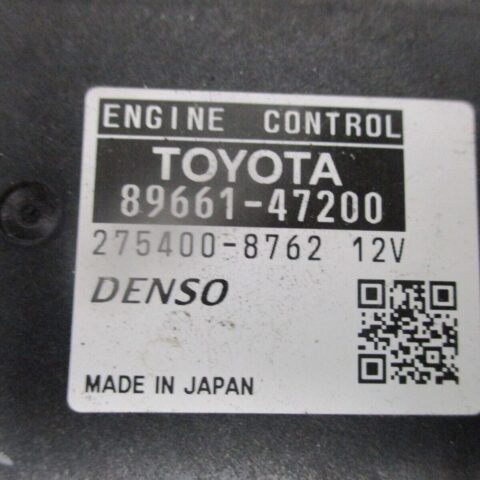 ENGINE CONTROL
TOYOTA
89661-47200
275400-8762 12V
DENSO
MADE IN JAPAN